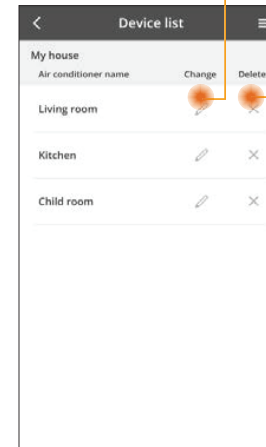 Device list
My house
Air conditioner name Change Delete
Living room
Kitchen
Child room